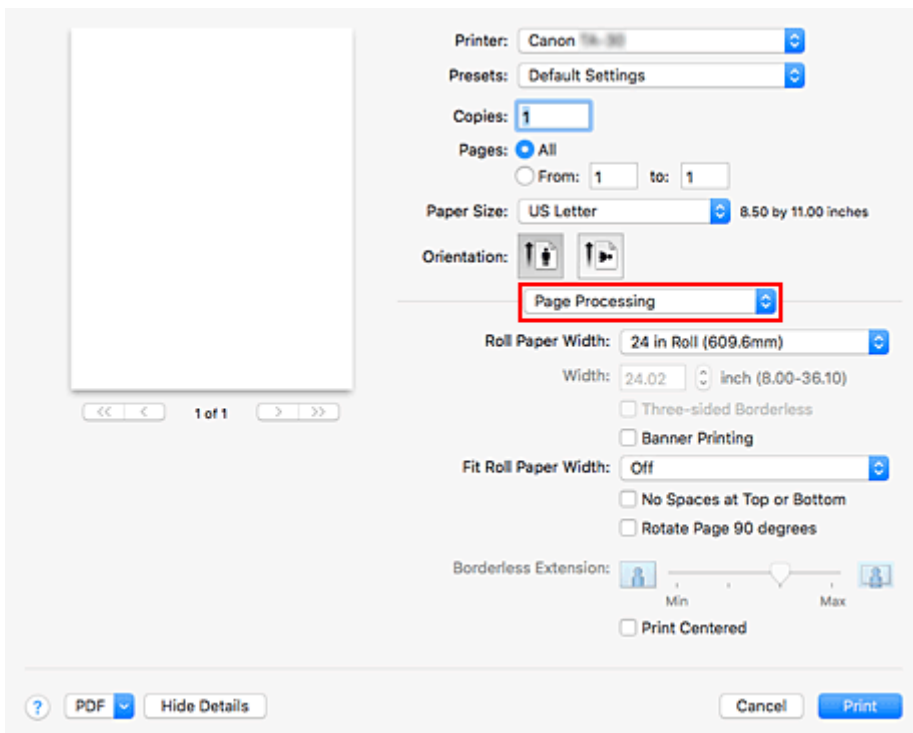 Printer: Canon
Presets: Default Settings
Copies: 1
Pages: All
From: 1 to: 1
Paper Size: US Letter 8.50 by 11.00 inches
Orientation:
Page Processing
Roll Paper Width: 24 in Roll (609.6mm)
Width: 24.02 inch (8.00-36.10)
Three-sided Borderless
Banner Printing
Fit Roll Paper Width: Off
No Spaces at Top or Bottom
Rotate Page 90 degrees
Borderless Extension:
Min Max
Print Centered
1 of 1
? PDF Hide Details Cancel Print